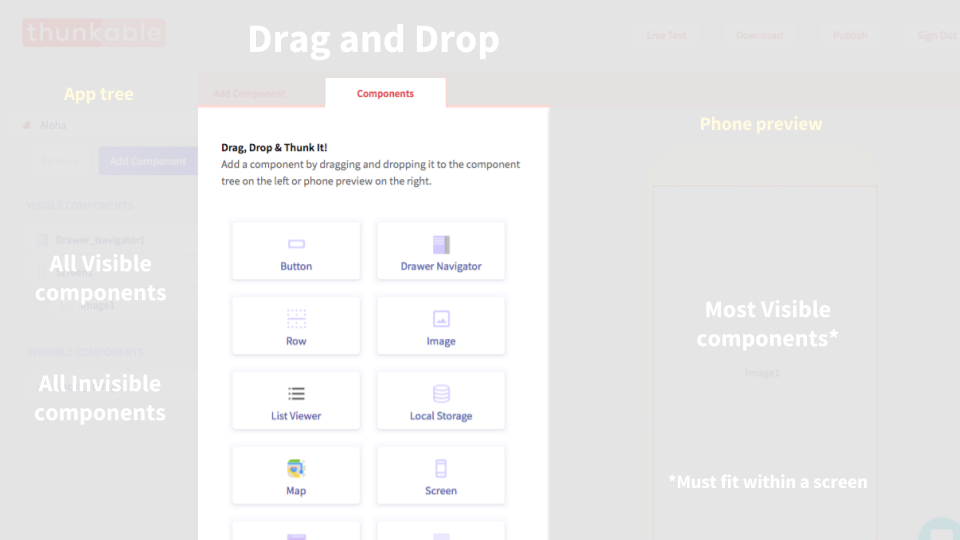 thunkable
Drag and Drop
Live Test
Download
Publish
Sign Out
App tree
Add Component
Components
Phone preview
Aloha
Add Component
Drag, Drop & Thunk It!
Add a component by dragging and dropping it to the component
tree on the left or phone preview on the right.
VISIBLE COMPONENTS
Drawer_Navigator1
All Visible
components
Image1
Button
Drawer Navigator
Row
Image
Most Visible
components*
INVISIBLE COMPONENTS
Image1
All Invisible
components
List Viewer
Local Storage
Map
Screen
*Must fit within a screen